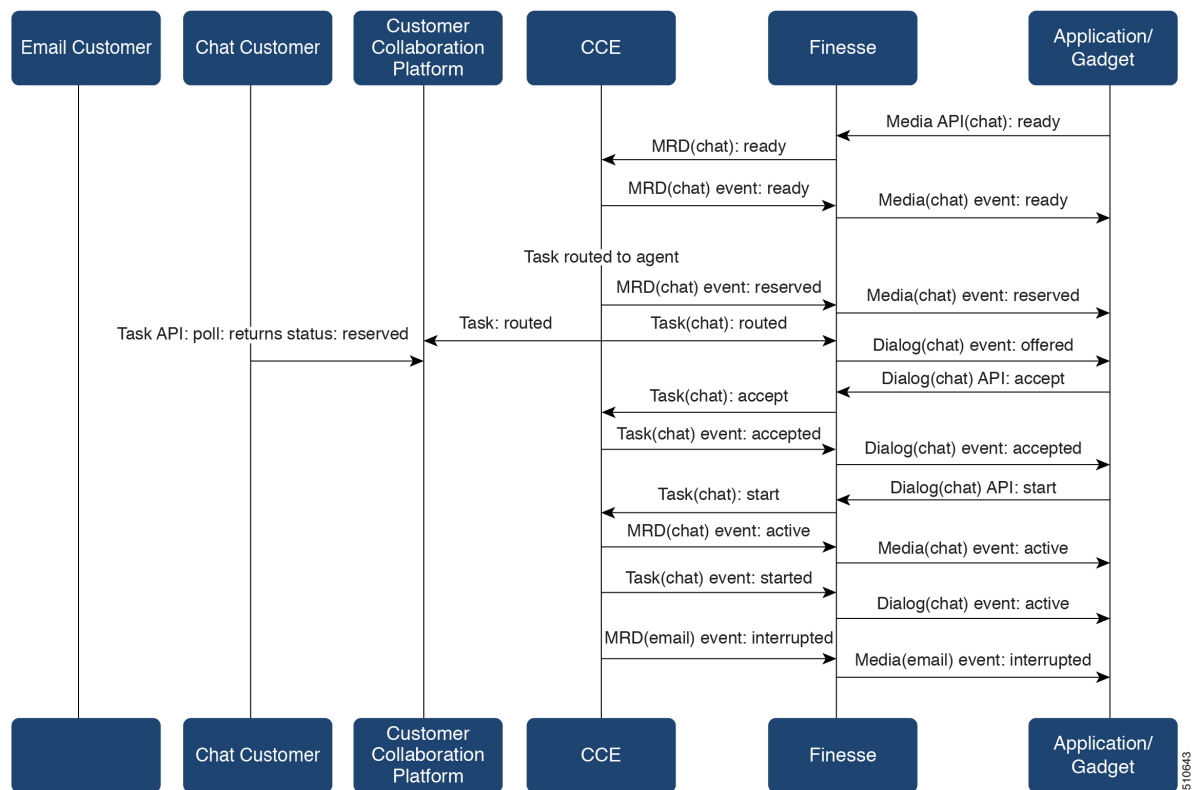 Email Customer
Chat Customer
Customer
Collaboration
Platform
CCE
Finesse
Application/
Gadget
Media API(chat): ready
MRD(chat): ready
MRD(chat) event: ready
Media(chat) event: ready
Task routed to agent
MRD(chat) event: reserved
Media(chat) event: reserved
Task API: poll: returns status: reserved
Task: routed
Task(chat): routed
Dialog(chat) event: offered
Dialog(chat) API: accept
Task(chat): accept
Task(chat) event: accepted
Dialog(chat) event: accepted
Dialog(chat) API: start
Task(chat): start
MRD(chat) event: active
Media(chat) event: active
Task(chat) event: started
Dialog(chat) event: active
MRD(email) event: interrupted
Media(email) event: interrupted
Chat Customer
Customer
Collaboration
Platform
CCE
Finesse
Application/
Gadget
510643